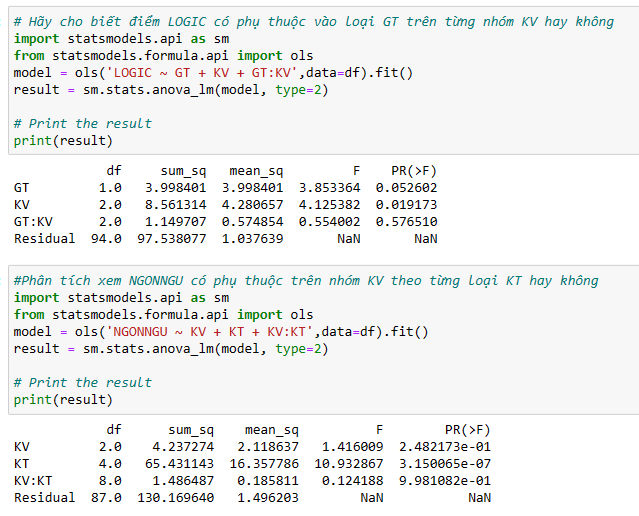 # Hãy cho biết điểm LOGIC có phụ thuộc vào loại GT trên từng nhóm KV hay không
import statsmodels.api as sm
from statsmodels.formula.api import ols
model = ols('LOGIC ~ GT + KV + GT:KV',data=df).fit()
result = sm.stats.anova_lm(model, type=2)

# Print the result
print(result)

df sum_sq mean_sq F PR(>F)
GT 1.0 3.998401 3.998401 3.853364 0.052602
KV 2.0 8.561314 4.280657 4.125382 0.019173
GT:KV 2.0 1.149707 0.574854 0.554002 0.576510
Residual 94.0 97.538077 1.037639 NaN NaN

#Phân tích xem NGONNGU có phụ thuộc trên nhóm KV theo từng loại KT hay không
import statsmodels.api as sm
from statsmodels.formula.api import ols
model = ols('NGONNGU ~ KV + KT + KV:KT',data=df).fit()
result = sm.stats.anova_lm(model, type=2)

# Print the result
print(result)

df sum_sq mean_sq F PR(>F)
KV 2.0 4.237274 2.118637 1.416009 2.482173e-01
KT 4.0 65.431143 16.357786 10.932867 3.150065e-07
KV:KT 8.0 1.486487 0.185811 0.124188 9.981082e-01
Residual 87.0 130.169640 1.496203 NaN NaN